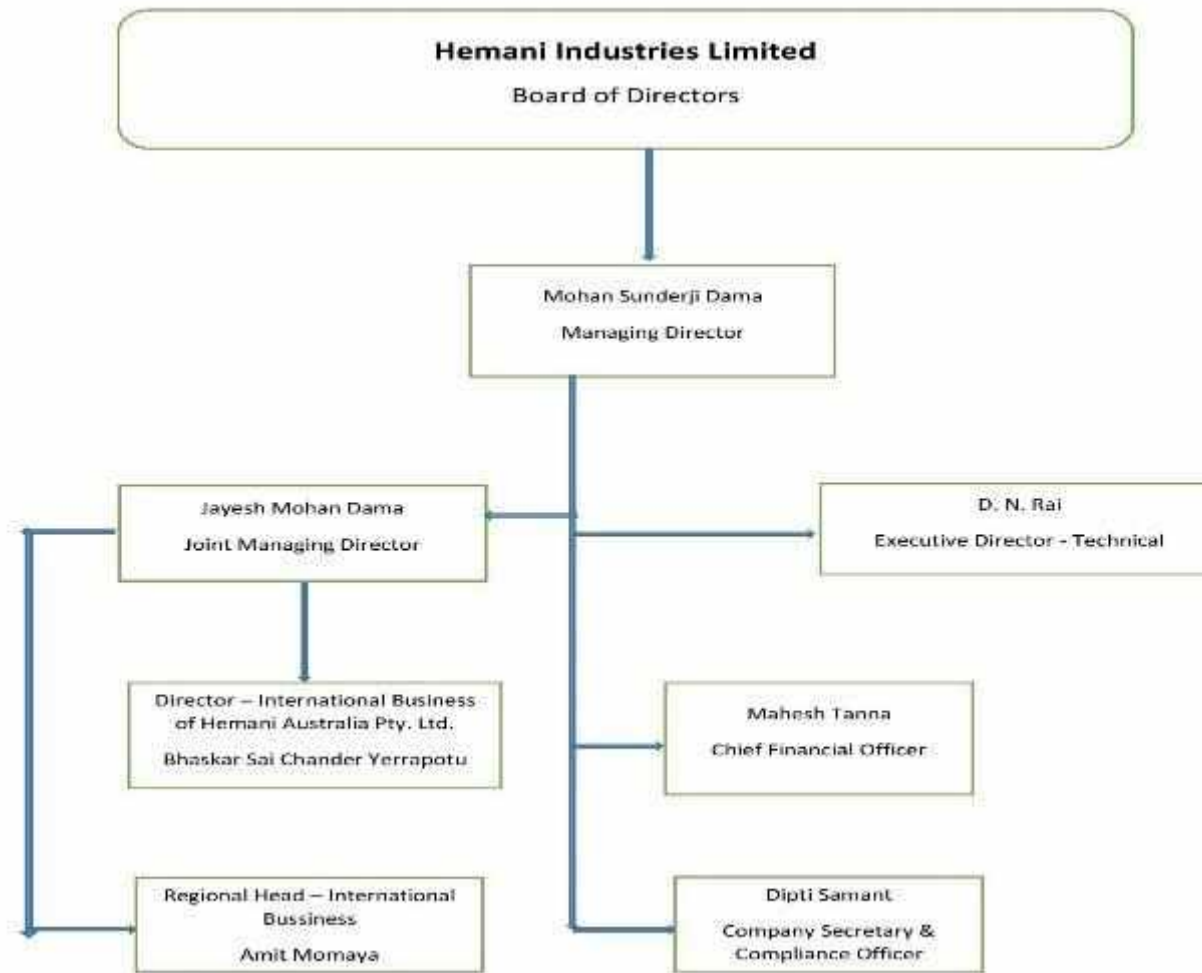 Hemani Industries Limited
Board of Directors
Mohan Sunderji Dama
Managing Director
Jayesh Mohan Dama
Joint Managing Director
D. N. Rai
Executive Director - Technical
Director – International Business
of Hemani Australia Pty. Ltd.
Bhaskar Sai Chander Yerrapotu
Mahesh Tanna
Chief Financial Officer
Regional Head – International
Bussiness
Amit Momaya
Dipti Samant
Company Secretary &
Compliance Officer